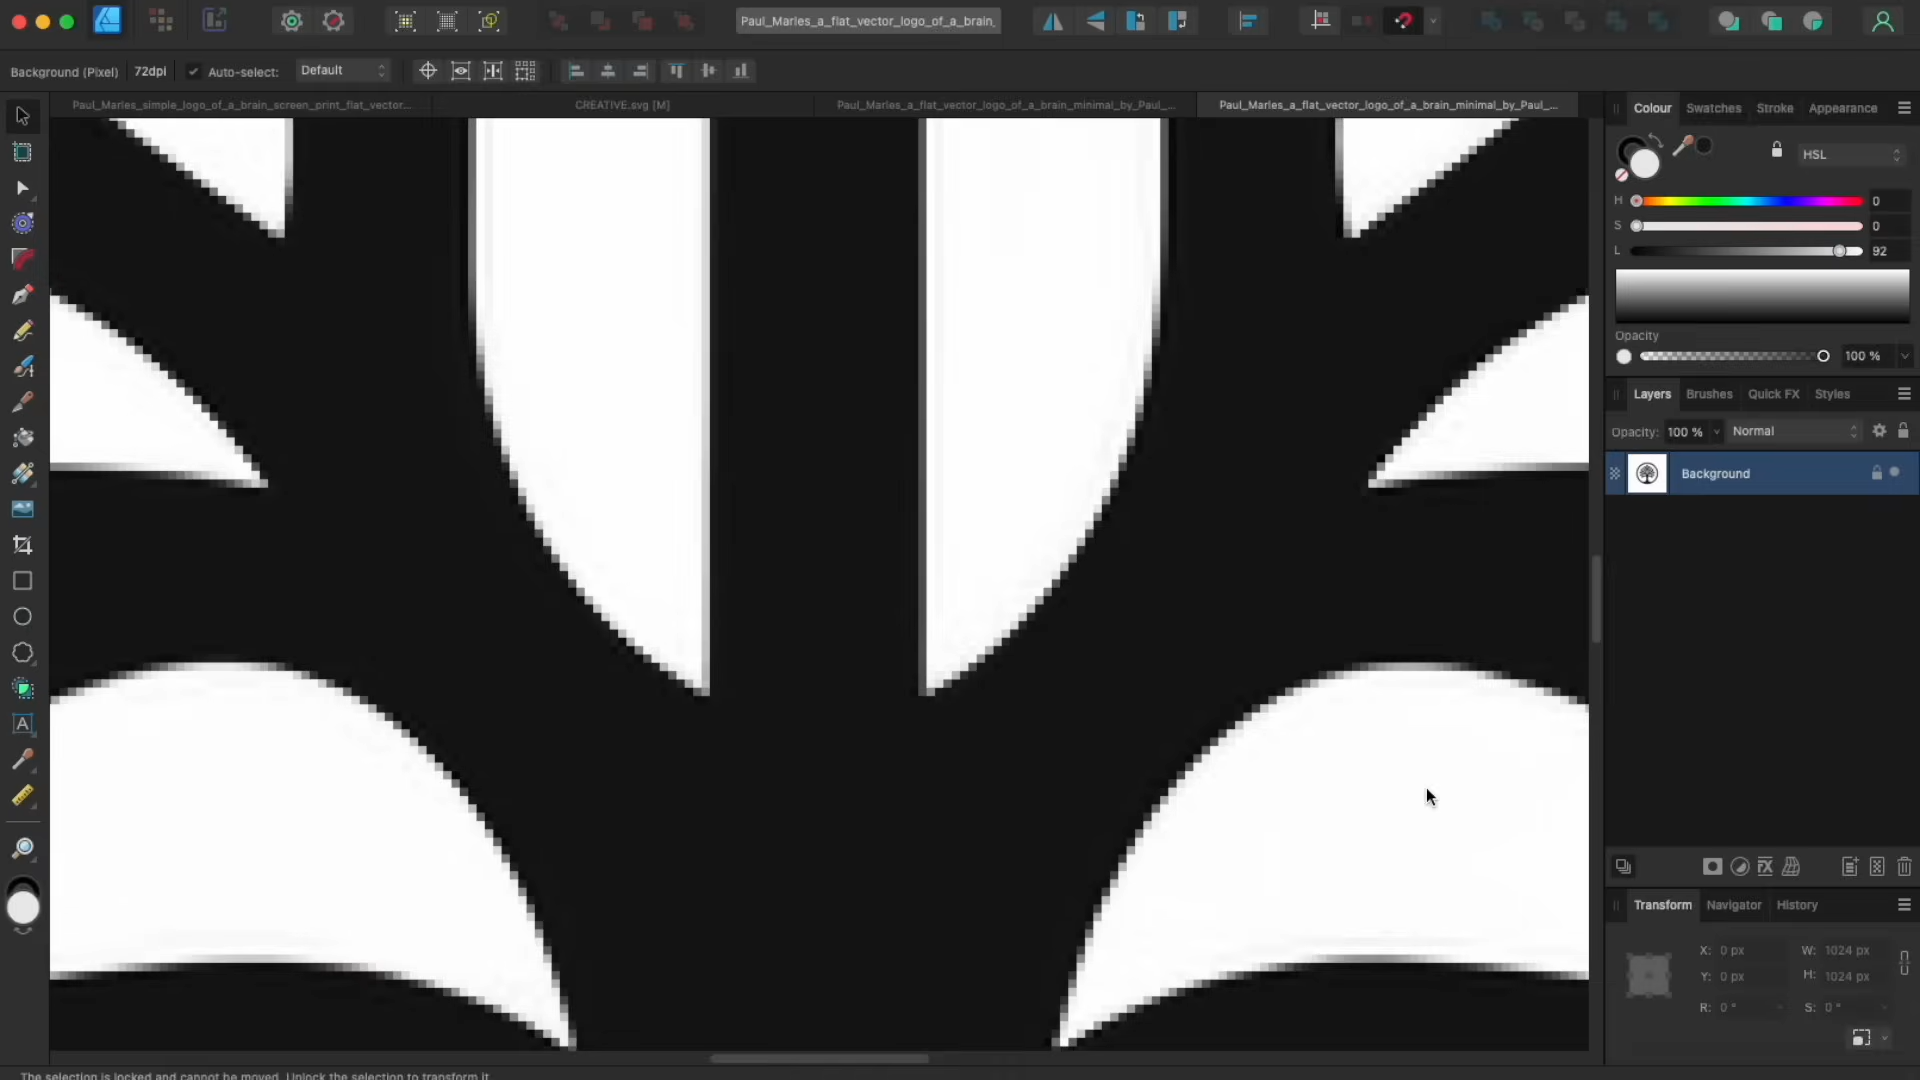 Paul_Marles_a_flat_vector_logo_of_a_brain_
Background (Pixel) 72dpi Auto-select: Default
Paul_Marles_simple_logo_of_a_brain_screen_print_flat_vector... CREATIVE.svg [M] Paul_Marles_a_flat_vector_logo_of_a_brain_minimal_by_Paul_... Paul_Marles_a_flat_vector_logo_of_a_brain_minimal_by_Paul_...
Colour Swatches Stroke Appearance
HSL
H 0
S 0
L 92
Opacity
100 %
Layers Brushes Quick FX Styles
Opacity: 100 % Normal
Background
A
Transform Navigator History
X: 0 px W: 1024 px
Y: 0 px H: 1024 px
R: 0 ° S: 0 °
The selection is locked and cannot be moved. Unlock the selection to transform it